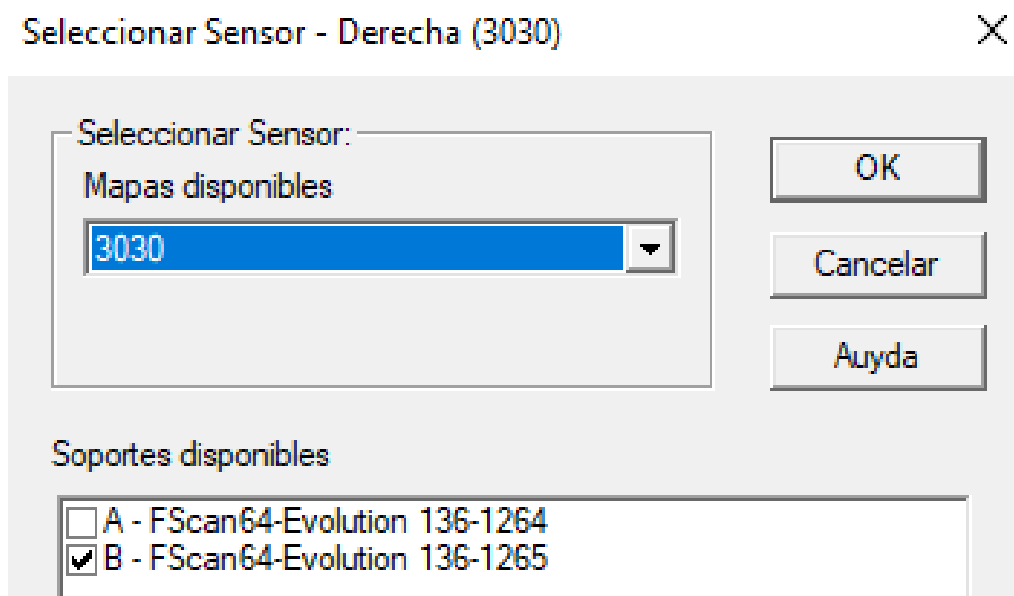 Seleccionar Sensor - Derecha (3030)
Seleccionar Sensor:
Mapas disponibles
3030
OK
Cancelar
Auyda
Soportes disponibles
A - FScan64-Evolution 136-1264
B - FScan64-Evolution 136-1265